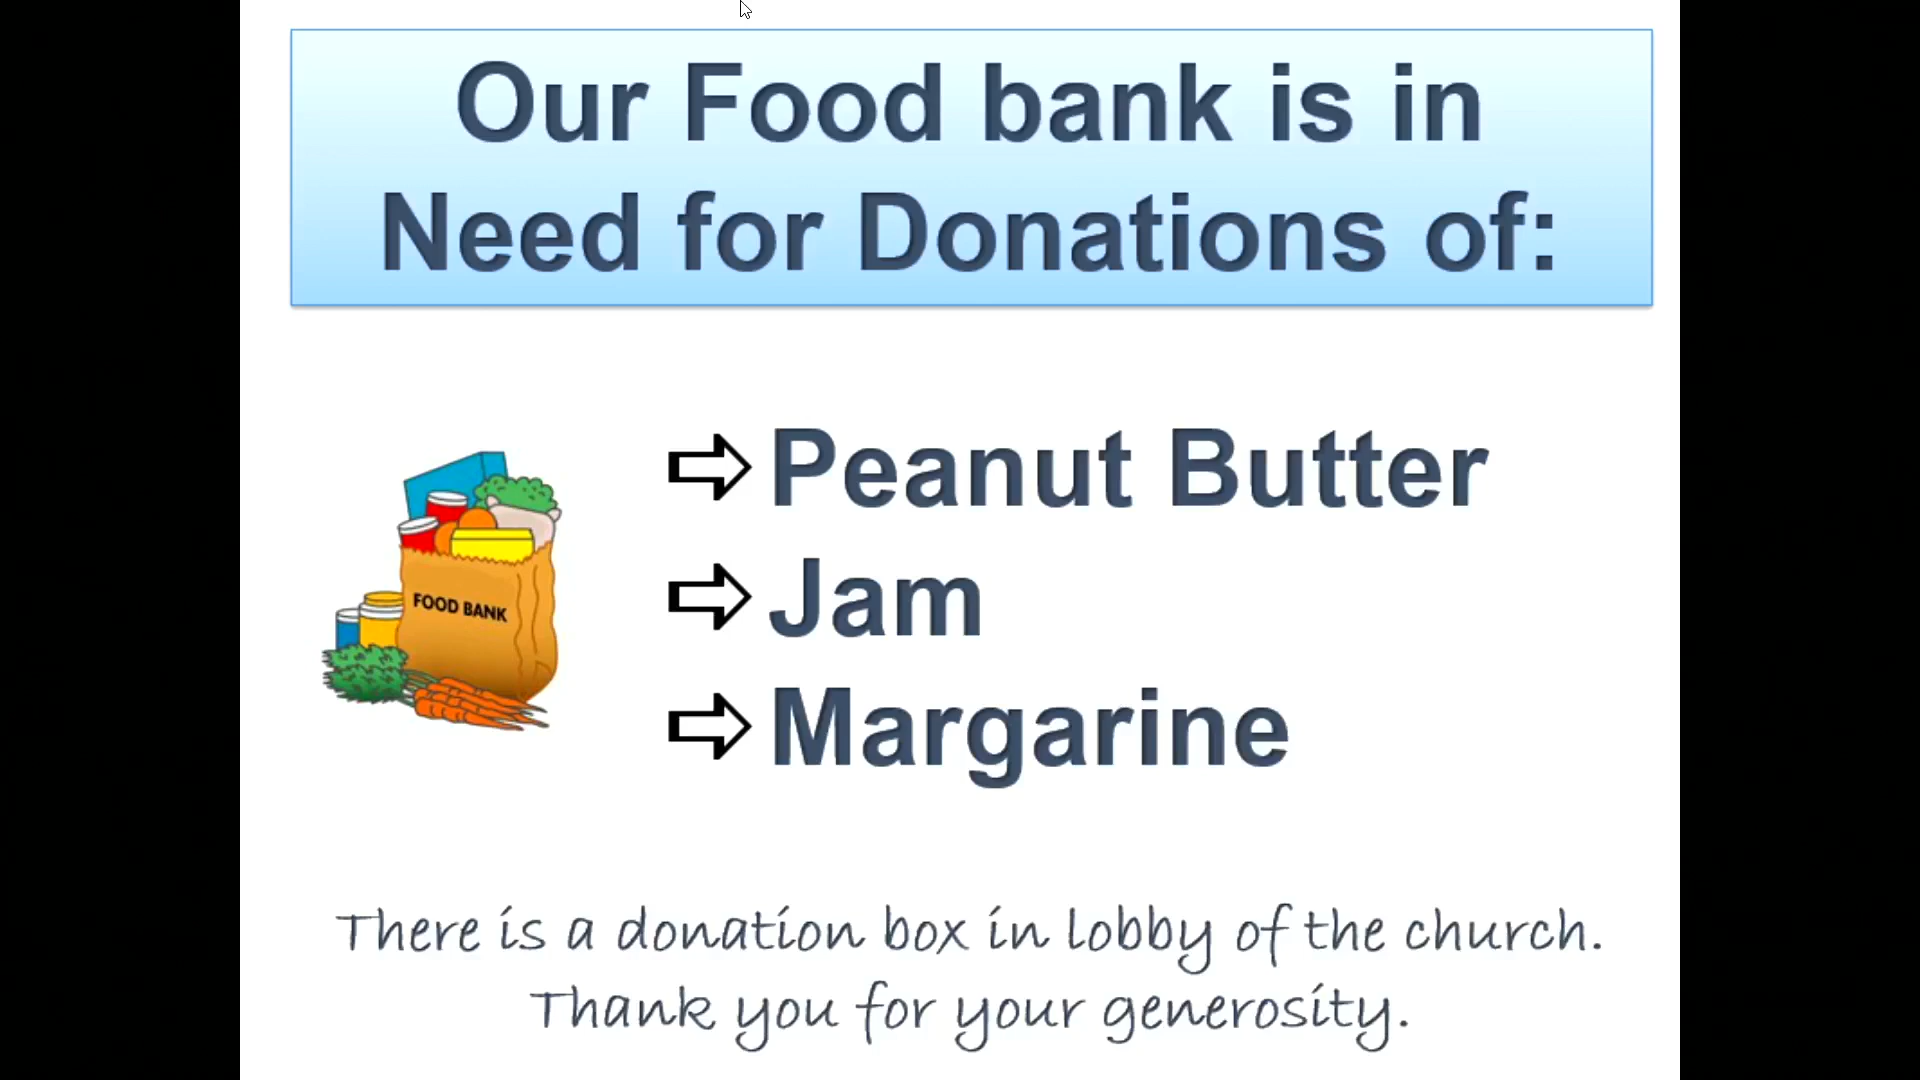 Our Food bank is in
Need for Donations of:
Peanut Butter
Jam
Margarine
FOOD BANK
There is a donation box in lobby of the church.
Thank you for your generosity.